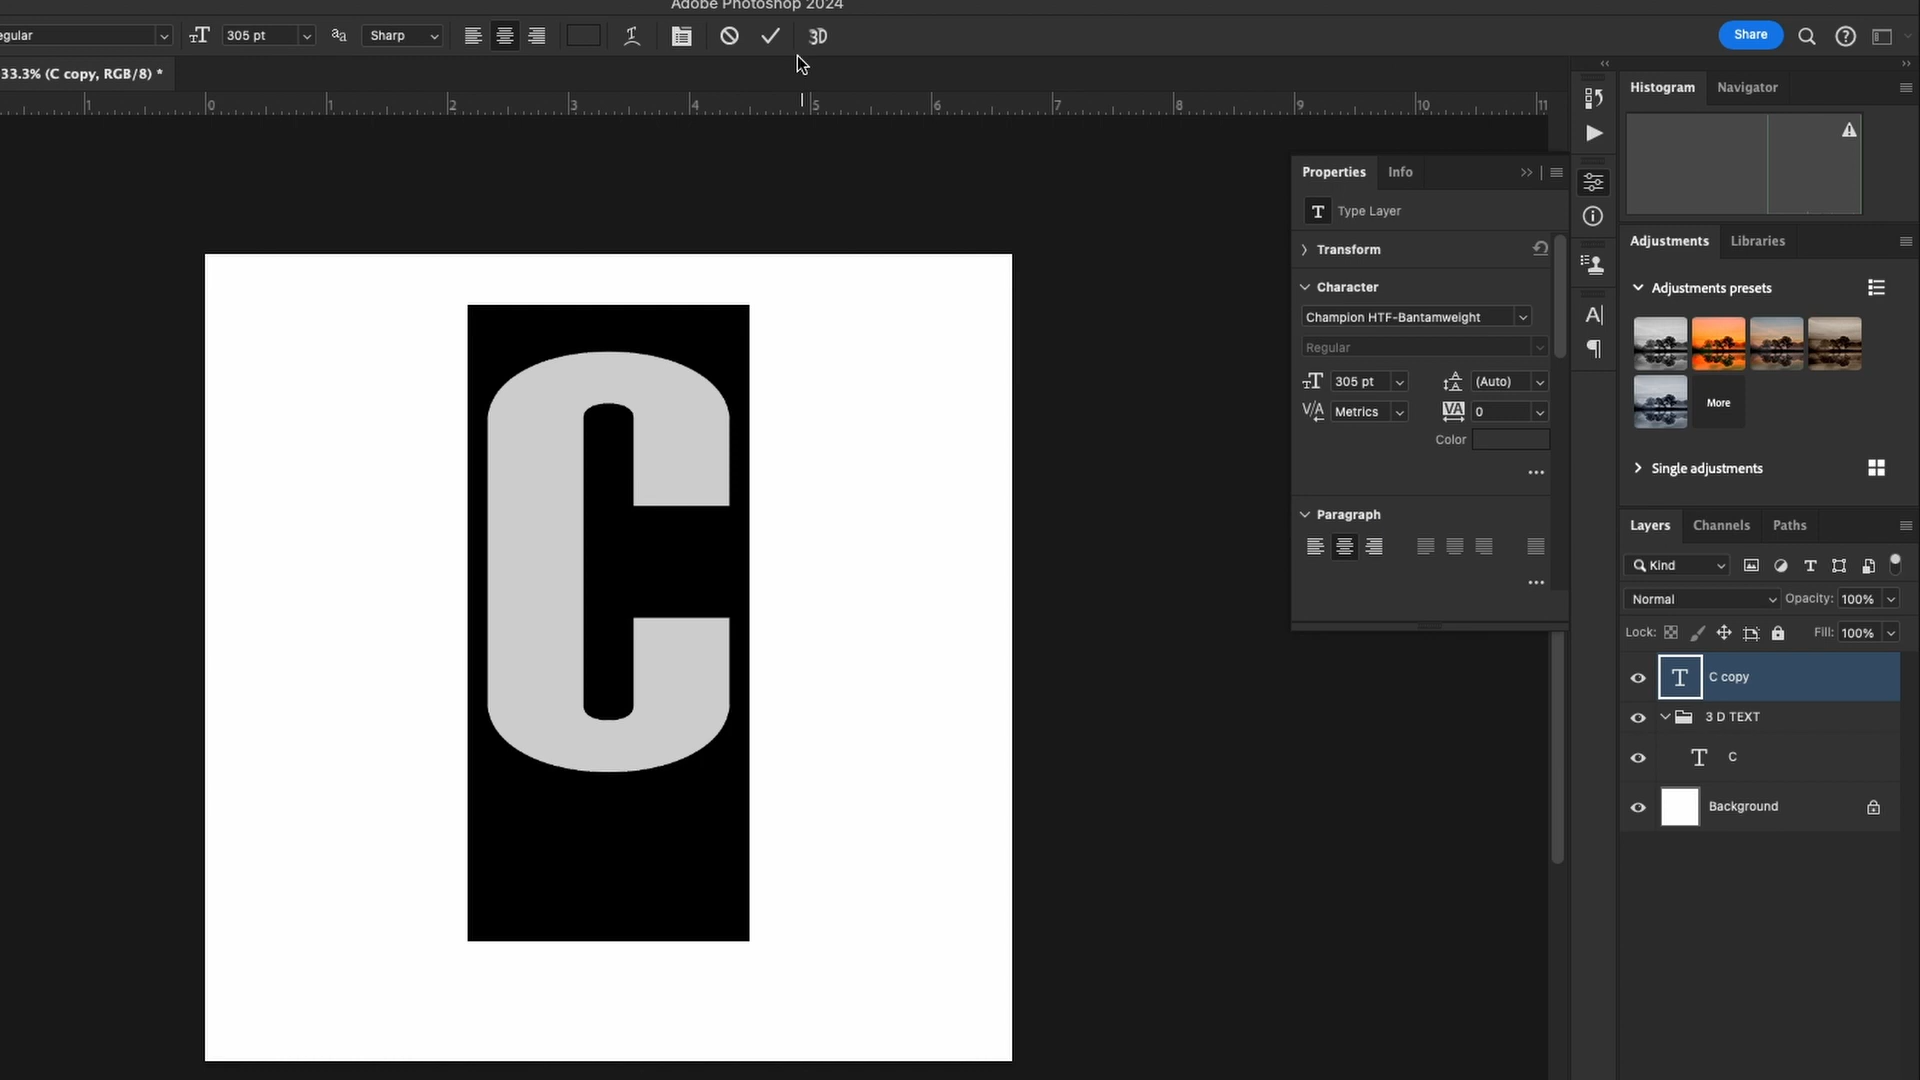 Adobe Photoshop 2024
egular
305 pt
Sharp
3D
Share
33.3% (C copy, RGB/8) *
1 0 1 2 3 4 5 6 7 8 9 10 11
Histogram Navigator
Properties Info
T Type Layer
Transform
Adjustments Libraries
Character
Adjustments presets
Champion HTF-Bantamweight
Regular
305 pt (Auto)
Metrics 0
Color
More
Single adjustments
Paragraph
Layers Channels Paths
Kind
Normal Opacity: 100%
Lock: Fill: 100%
T C copy
3 D TEXT
T C
Background
C